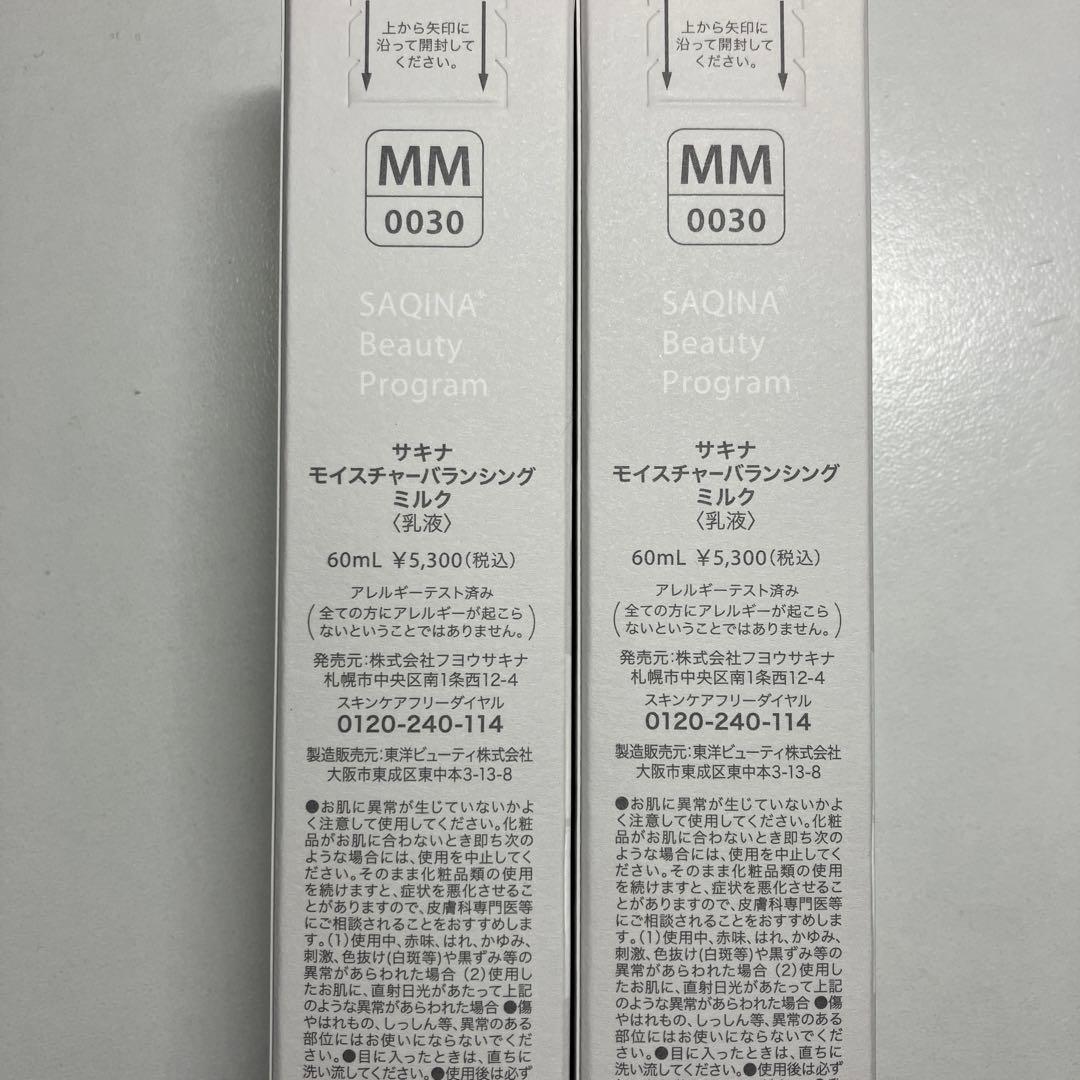 上から矢印に
沿って開封して
ください。
MM
0030
SAQINA®
Beauty
Program
サキナ
モイスチャーバランシング
ミルク
〈乳液〉
60mL ¥5,300(税込)
アレルギーテスト済み
(全ての方にアレルギーが起こら
ないということではありません。)
発売元:株式会社フヨウサキナ
札幌市中央区南1条西12-4
スキンケアフリーダイヤル
0120-240-114
製造販売元:東洋ビューティ株式会社
大阪市東成区東中本3-13-8
●お肌に異常が生じていないかよ
く注意して使用してください。化粧
品がお肌に合わないとき即ち次の
ような場合には、使用を中止してく
ださい。そのまま化粧品類の使用
を続けますと、症状を悪化させるこ
とがありますので、皮膚科専門医等
にご相談されることをおすすめしま
す。(1)使用中、赤味、はれ、かゆみ、
刺激、色抜け(白斑等)や黒ずみ等の
異常があらわれた場合 (2)使用し
たお肌に、直射日光があたって上記
のような異常があらわれた場合 ●傷
やはれもの、しっしん等、異常のある
部位にはお使いにならないでくだ
さい。●目に入ったときは、直ちに
洗い流してください。●使用後は必ず
上から矢印に
沿って開封して
ください。
MM
0030
SAQINA®
Beauty
Program
サキナ
モイスチャーバランシング
ミルク
〈乳液〉
60mL ¥5,300(税込)
アレルギーテスト済み
(全ての方にアレルギーが起こら
ないということではありません。)
発売元:株式会社フヨウサキナ
札幌市中央区南1条西12-4
スキンケアフリーダイヤル
0120-240-114
製造販売元:東洋ビューティ株式会社
大阪市東成区東中本3-13-8
●お肌に異常が生じていないかよ
く注意して使用してください。化粧
品がお肌に合わないとき即ち次の
ような場合には、使用を中止してく
ださい。そのまま化粧品類の使用
を続けますと、症状を悪化させるこ
とがありますので、皮膚科専門医等
にご相談されることをおすすめしま
す。(1)使用中、赤味、はれ、かゆみ、
刺激、色抜け(白斑等)や黒ずみ等の
異常があらわれた場合 (2)使用し
たお肌に、直射日光があたって上記
のような異常があらわれた場合 ●傷
やはれもの、しっしん等、異常のある
部位にはお使いにならないでくだ
さい。●目に入ったときは、直ちに
洗い流してください。●使用後は必ず